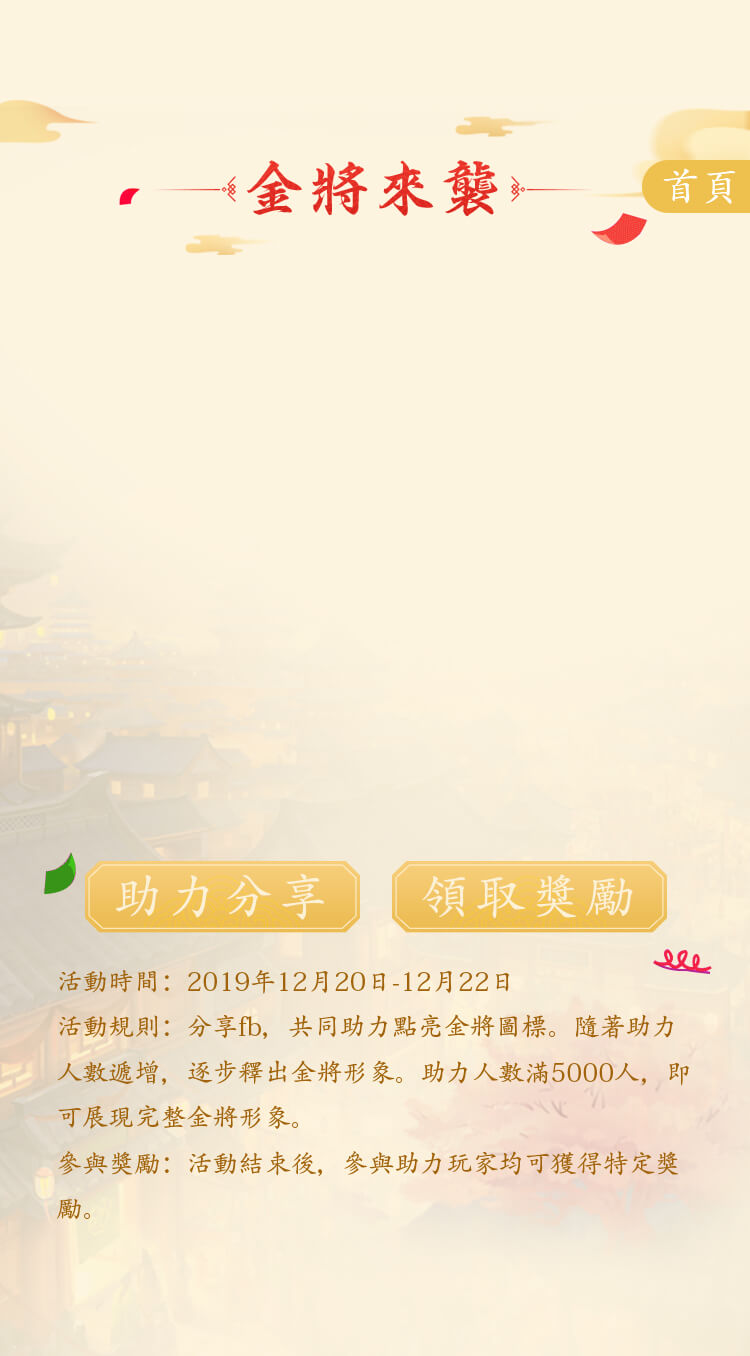 金將來襲
首頁
助力分享
領取獎勵
活動時間：2019年12月20日-12月22日
活動規則：分享fb，共同助力點亮金將圖標。隨著助力
人數遞增，逐步釋出金將形象。助力人數滿5000人，即
可展現完整金將形象。
參與獎勵：活動結束後，參與助力玩家均可獲得特定獎
勵。